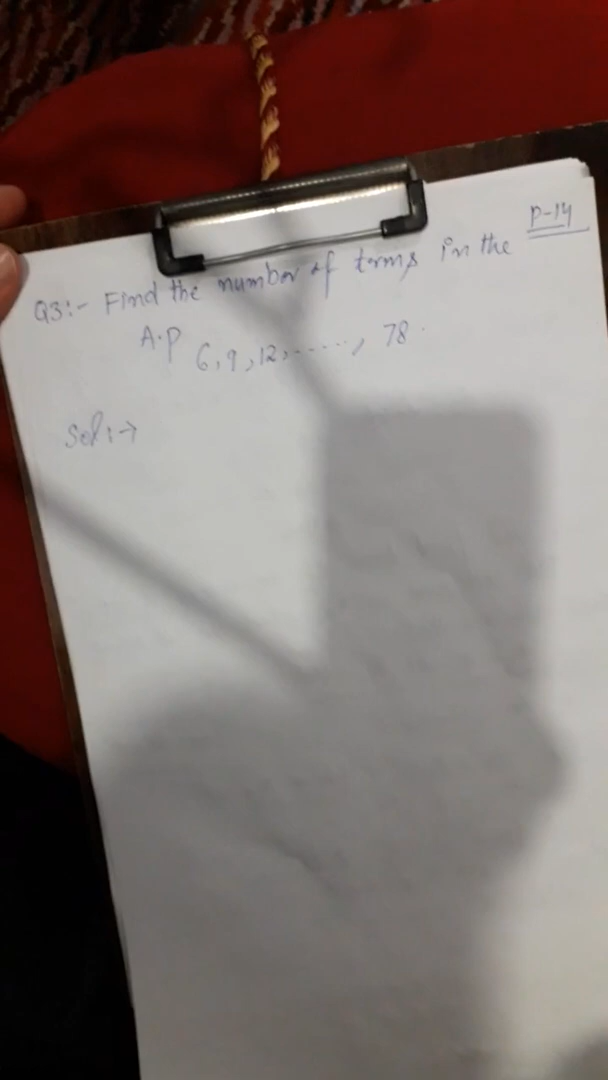 P-14
Q3:- Find the number of terms in the
A.P 6, 9, 12, ......, 78.
Sol:→